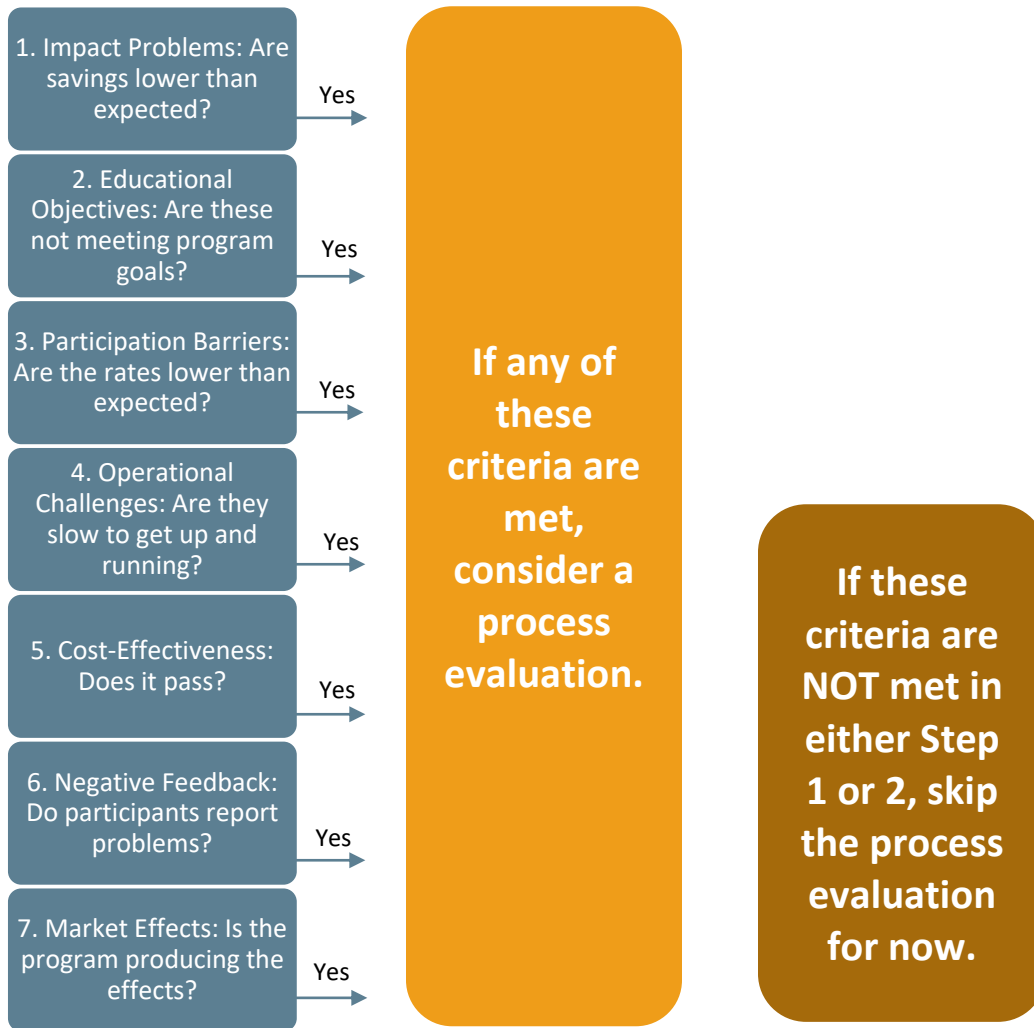 1. Impact Problems: Are
savings lower than
expected?
Yes
2. Educational
Objectives: Are these
not meeting program
goals?
Yes
3. Participation Barriers:
Are the rates lower than
expected?
Yes
4. Operational
Challenges: Are they
slow to get up and
running?
Yes
5. Cost-Effectiveness:
Does it pass?
Yes
6. Negative Feedback:
Do participants report
problems?
Yes
7. Market Effects: Is the
program producing the
effects?
Yes
If any of
these
criteria are
met,
consider a
process
evaluation.
If these
criteria are
NOT met in
either Step
1 or 2, skip
the process
evaluation
for now.